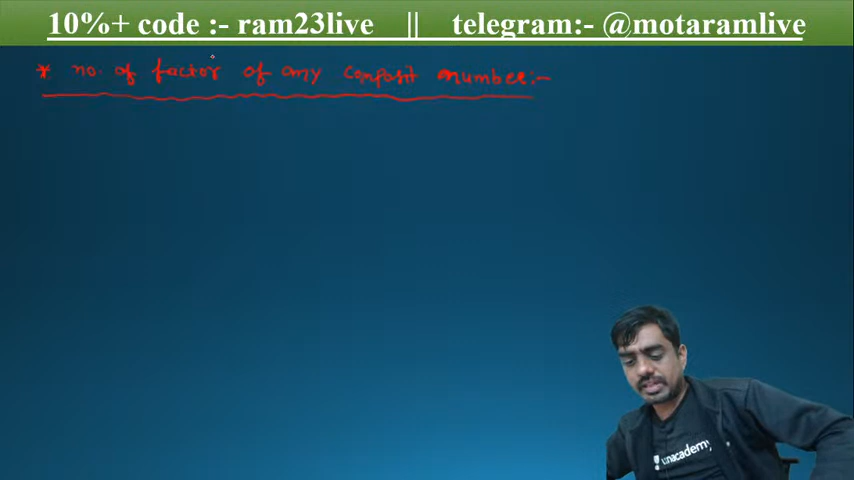 10%+ code :- ram23live || telegram:- @motaramlive
* no. of factor of any composit number:-
unacademy